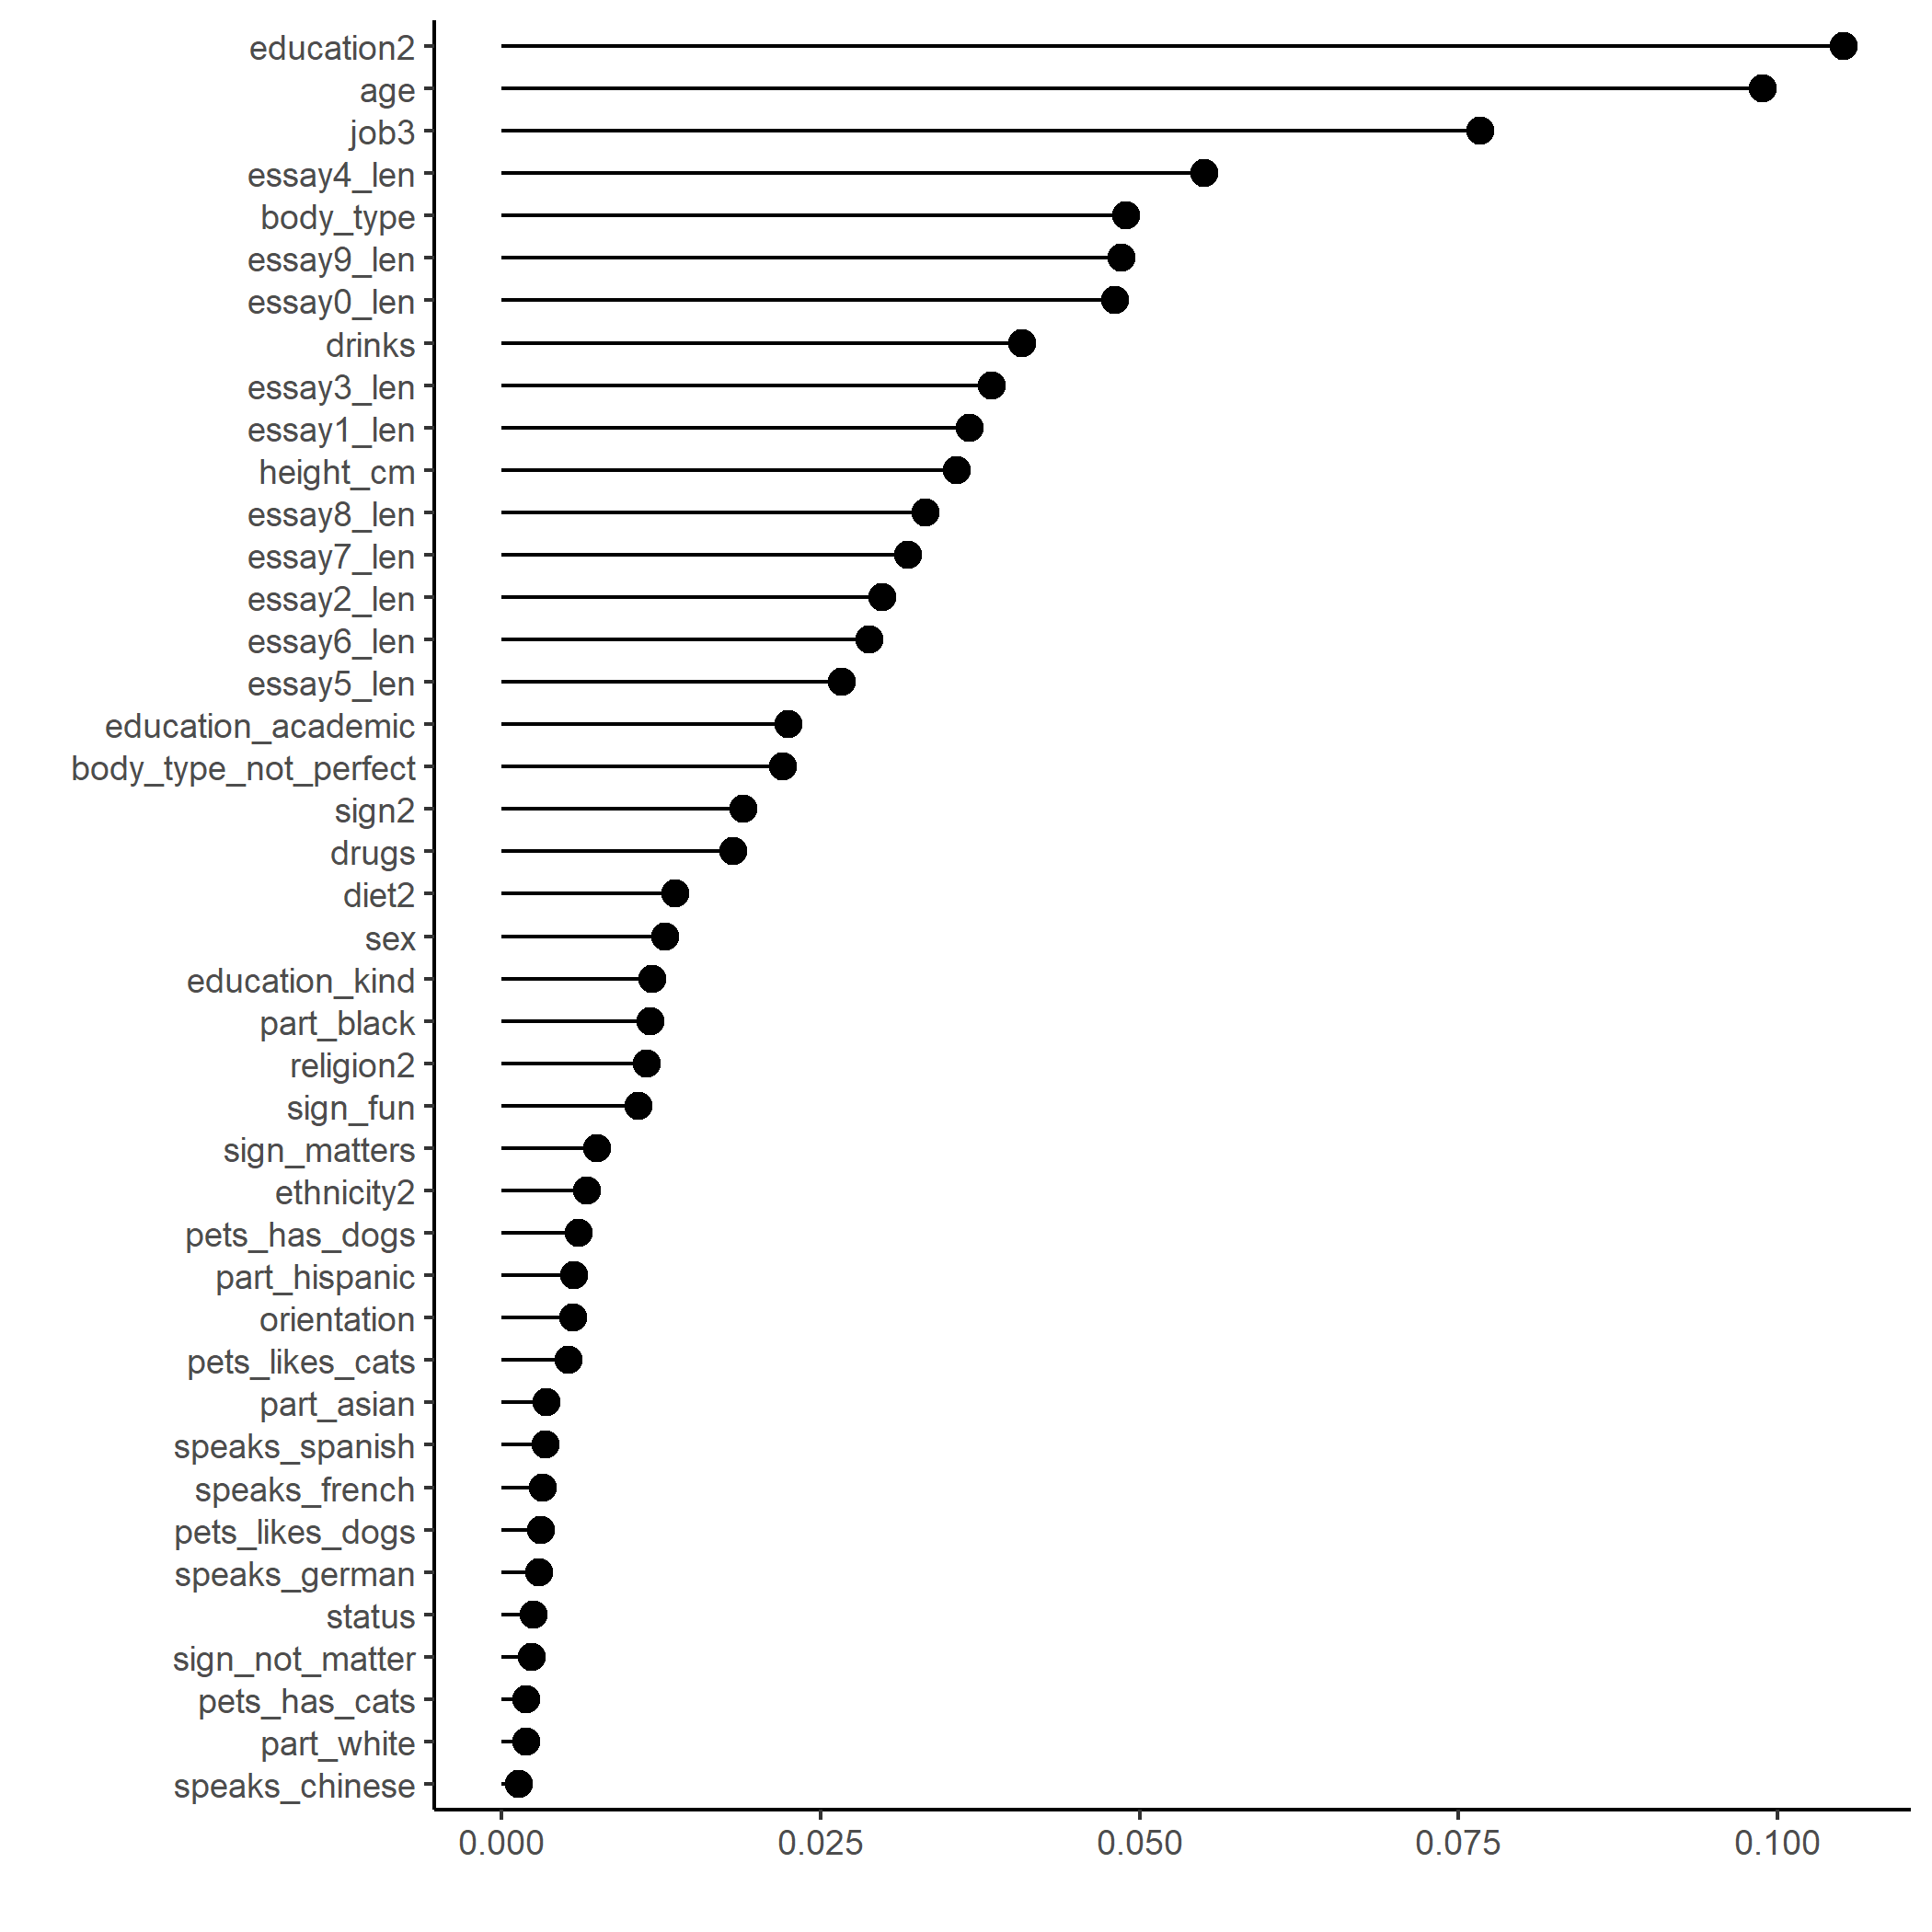 education2
age
job3
essay4_len
body_type
essay9_len
essay0_len
drinks
essay3_len
essay1_len
height_cm
essay8_len
essay7_len
essay2_len
essay6_len
essay5_len
education_academic
body_type_not_perfect
sign2
drugs
diet2
sex
education_kind
part_black
religion2
sign_fun
sign_matters
ethnicity2
pets_has_dogs
part_hispanic
orientation
pets_likes_cats
part_asian
speaks_spanish
speaks_french
pets_likes_dogs
speaks_german
status
sign_not_matter
pets_has_cats
part_white
speaks_chinese
0.000 0.025 0.050 0.075 0.100